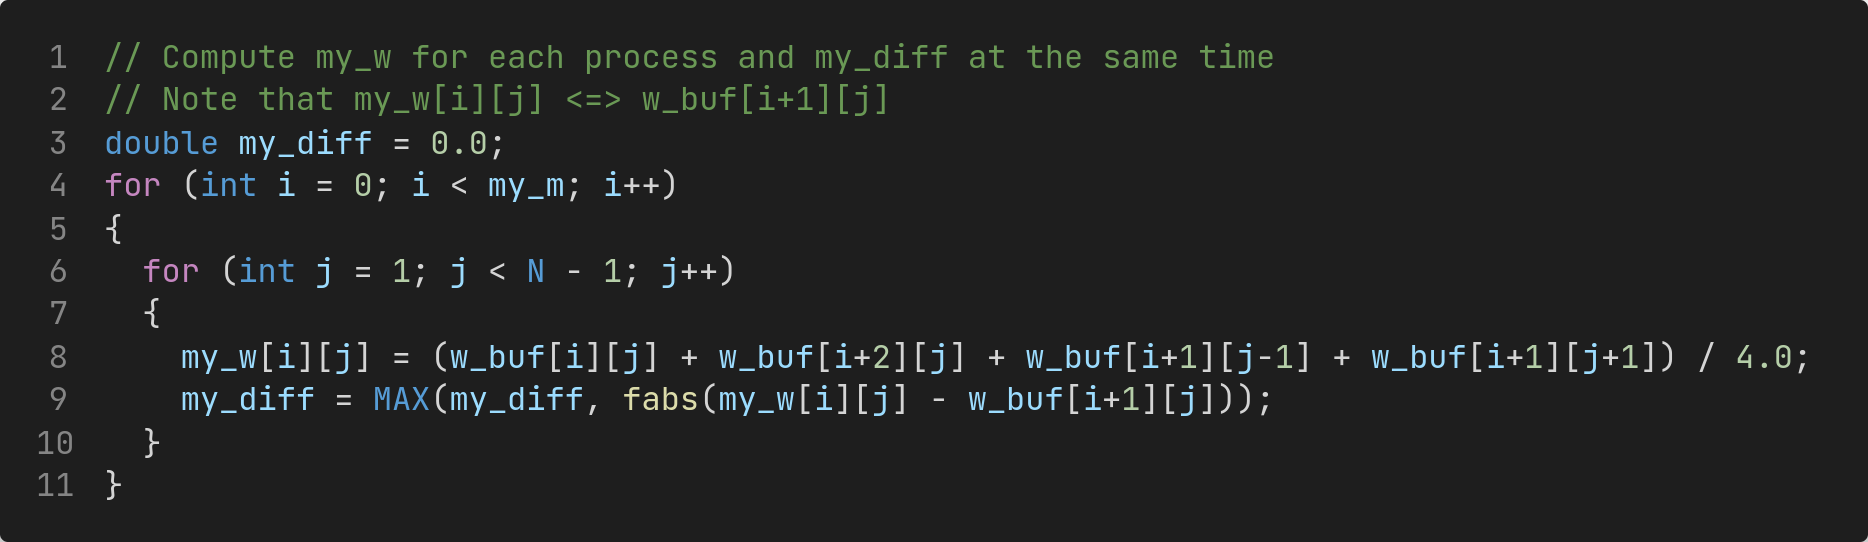 1 // Compute my_w for each process and my_diff at the same time
2 // Note that my_w[i][j] <=> w_buf[i+1][j]
3 double my_diff = 0.0;
4 for (int i = 0; i < my_m; i++)
5 {
6   for (int j = 1; j < N - 1; j++)
7   {
8     my_w[i][j] = (w_buf[i][j] + w_buf[i+2][j] + w_buf[i+1][j-1] + w_buf[i+1][j+1]) / 4.0;
9     my_diff = MAX(my_diff, fabs(my_w[i][j] - w_buf[i+1][j]));
10   }
11 }